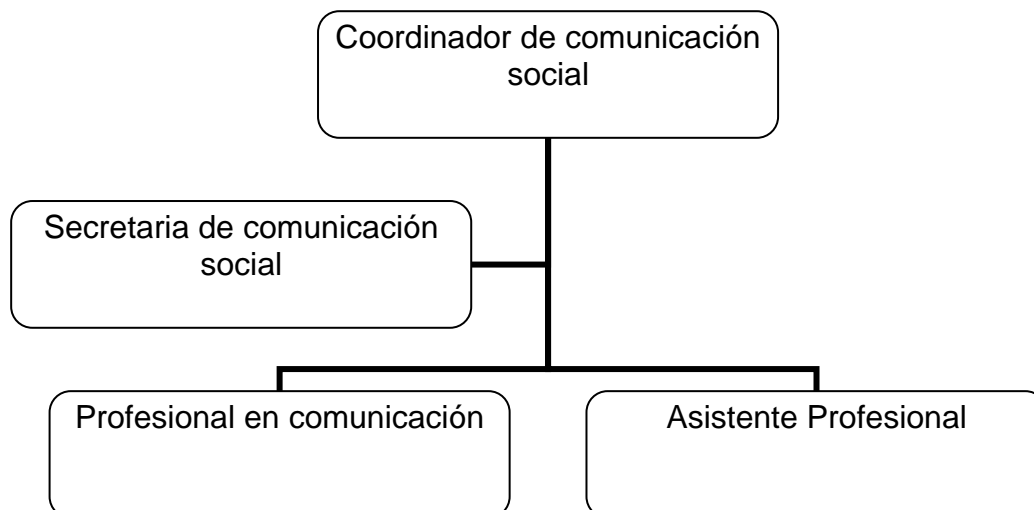 Coordinador de comunicación
social
Secretaria de comunicación
social
Profesional en comunicación
Asistente Profesional